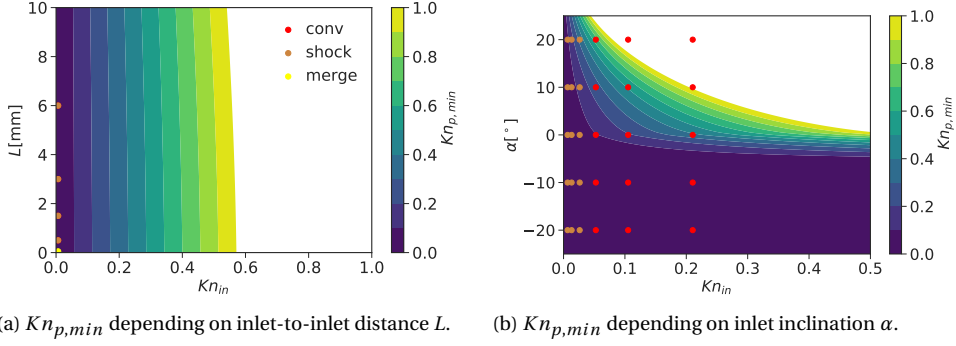 10
8
6
4
2
0
L[mm]
0.0 0.2 0.4 0.6 0.8 1.0
Kn_in
conv
shock
merge
1.0
0.8
0.6
0.4
0.2
0.0
Kn_p,min
20
10
0
−10
−20
α[°]
0.0 0.1 0.2 0.3 0.4 0.5
Kn_in
1.0
0.8
0.6
0.4
0.2
0.0
Kn_p,min
a) Kn_p,min depending on inlet-to-inlet distance L.
(b) Kn_p,min depending on inlet inclination α.